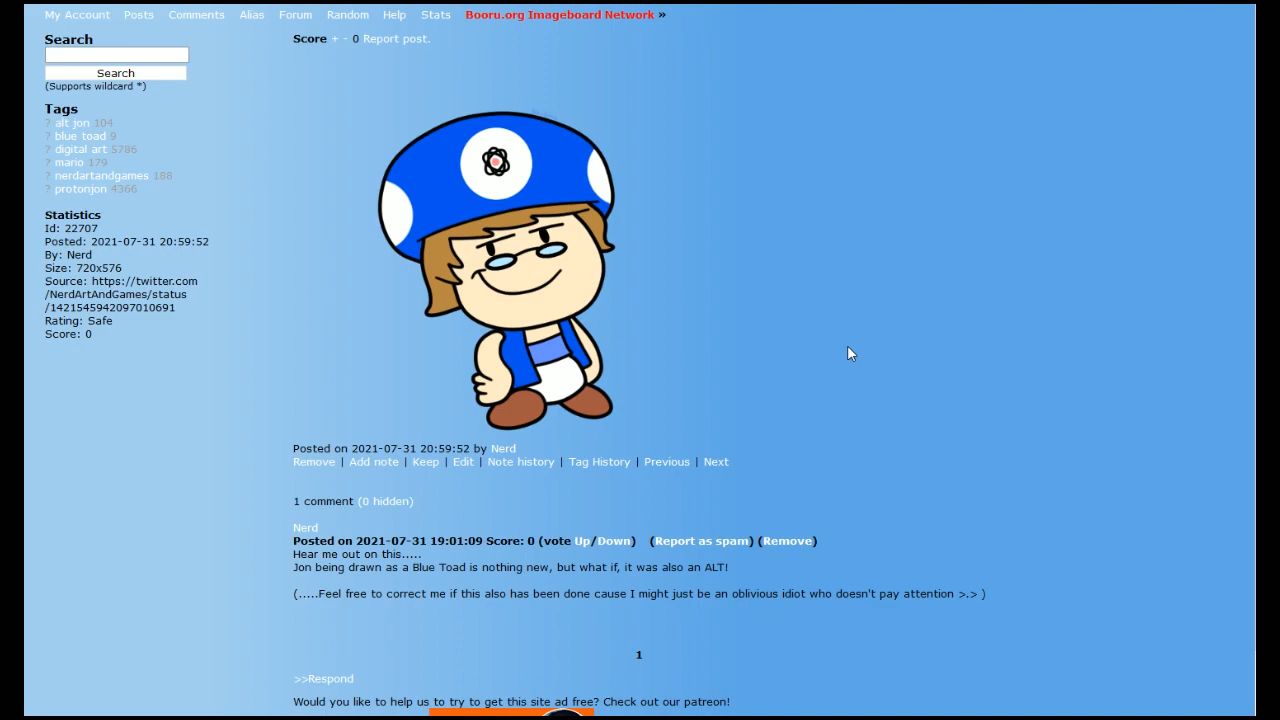 My Account Posts Comments Alias Forum Random Help Stats Booru.org Imageboard Network »
Search
Search
(Supports wildcard *)
Tags
? alt jon 104
? blue toad 9
? digital art 5786
? mario 179
? nerdartandgames 188
? protonjon 4366
Statistics
Id: 22707
Posted: 2021-07-31 20:59:52
By: Nerd
Size: 720x576
Source: https://twitter.com
/NerdArtAndGames/status
/1421545942097010691
Rating: Safe
Score: 0
Score + - 0 Report post.
Posted on 2021-07-31 20:59:52 by Nerd
Remove | Add note | Keep | Edit | Note history | Tag History | Previous | Next
1 comment (0 hidden)
Nerd
Posted on 2021-07-31 19:01:09 Score: 0 (vote Up/Down) (Report as spam) (Remove)
Hear me out on this.....
Jon being drawn as a Blue Toad is nothing new, but what if, it was also an ALT!
(.....Feel free to correct me if this also has been done cause I might just be an oblivious idiot who doesn't pay attention >.> )
1
>>Respond
Would you like to help us to try to get this site ad free? Check out our patreon!